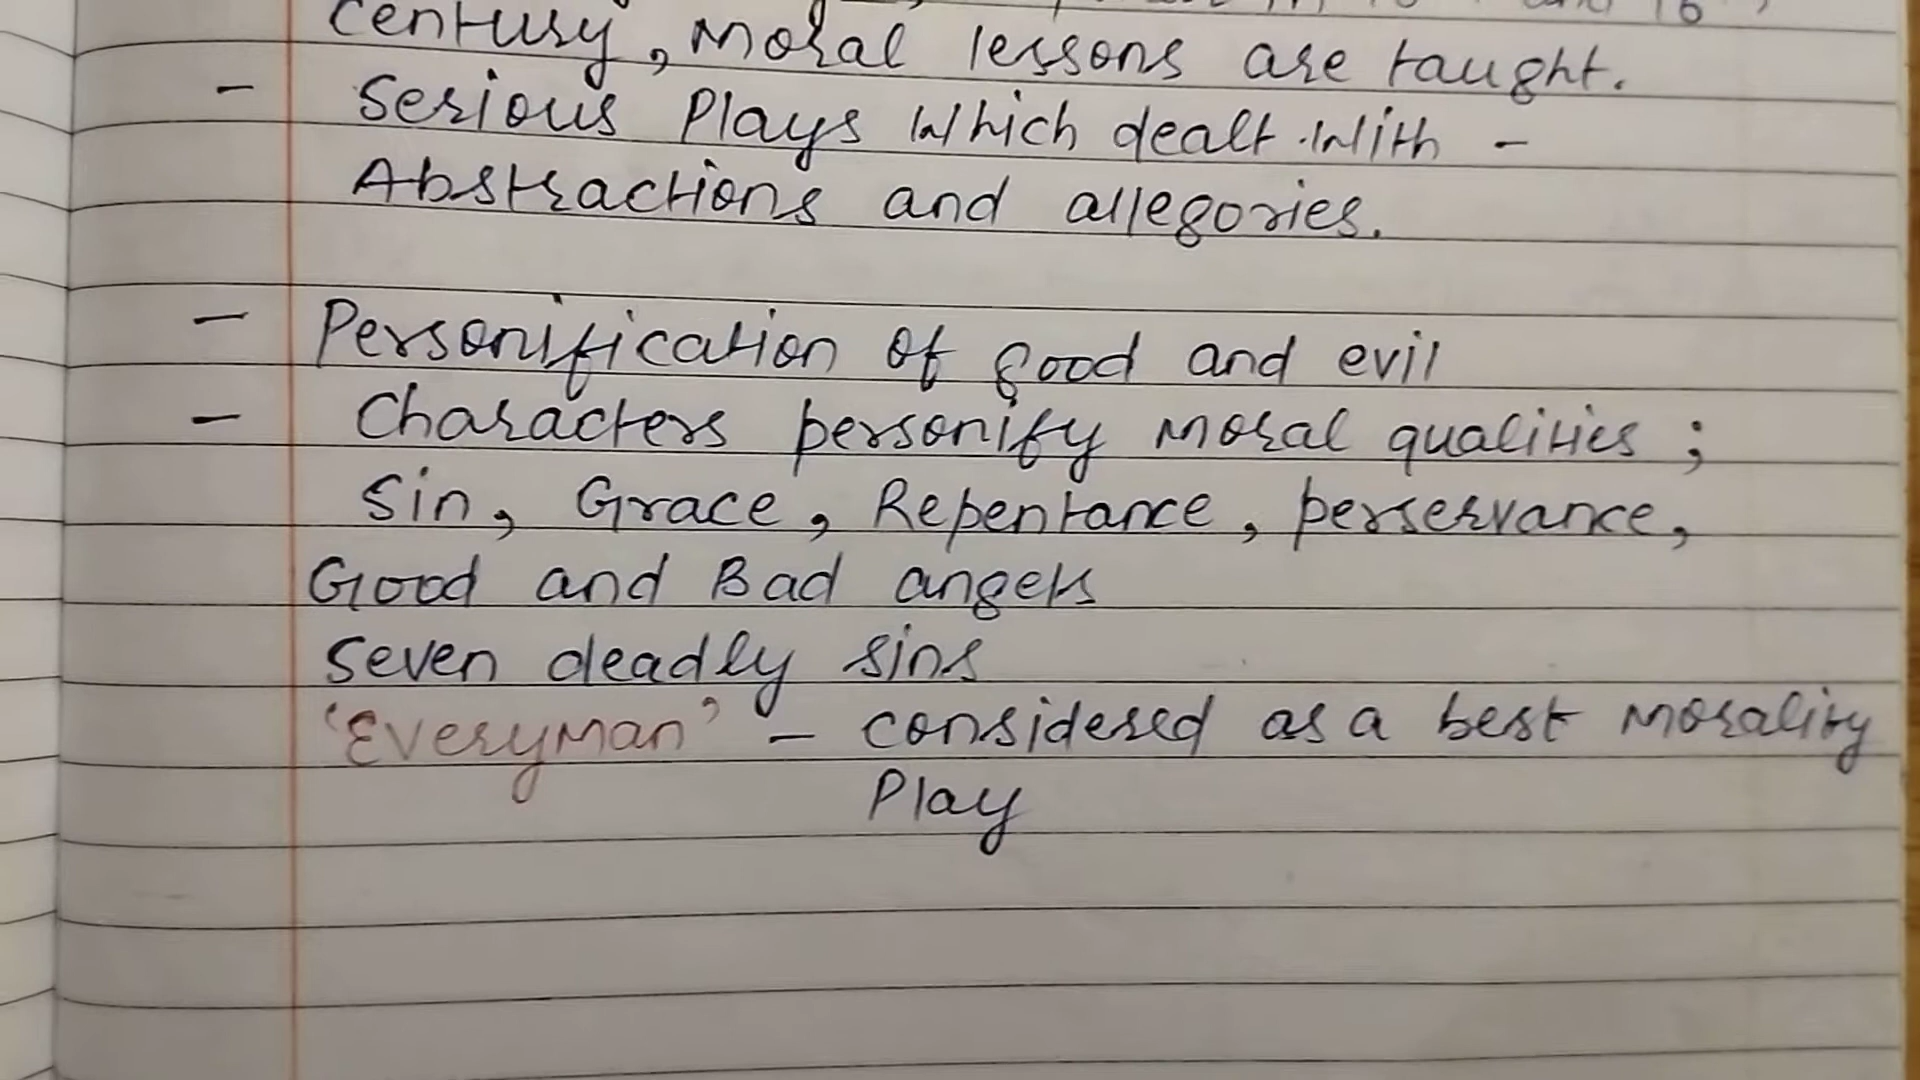 century, moral lessons are taught.
- Serious Plays which dealt with -
Abstractions and allegories.
- Personification of good and evil
- Characters personify moral qualities ;
Sin, Grace, Repentance, perservance,
Good and Bad angels
Seven deadly sins
'Everyman' - considered as a best morality
Play